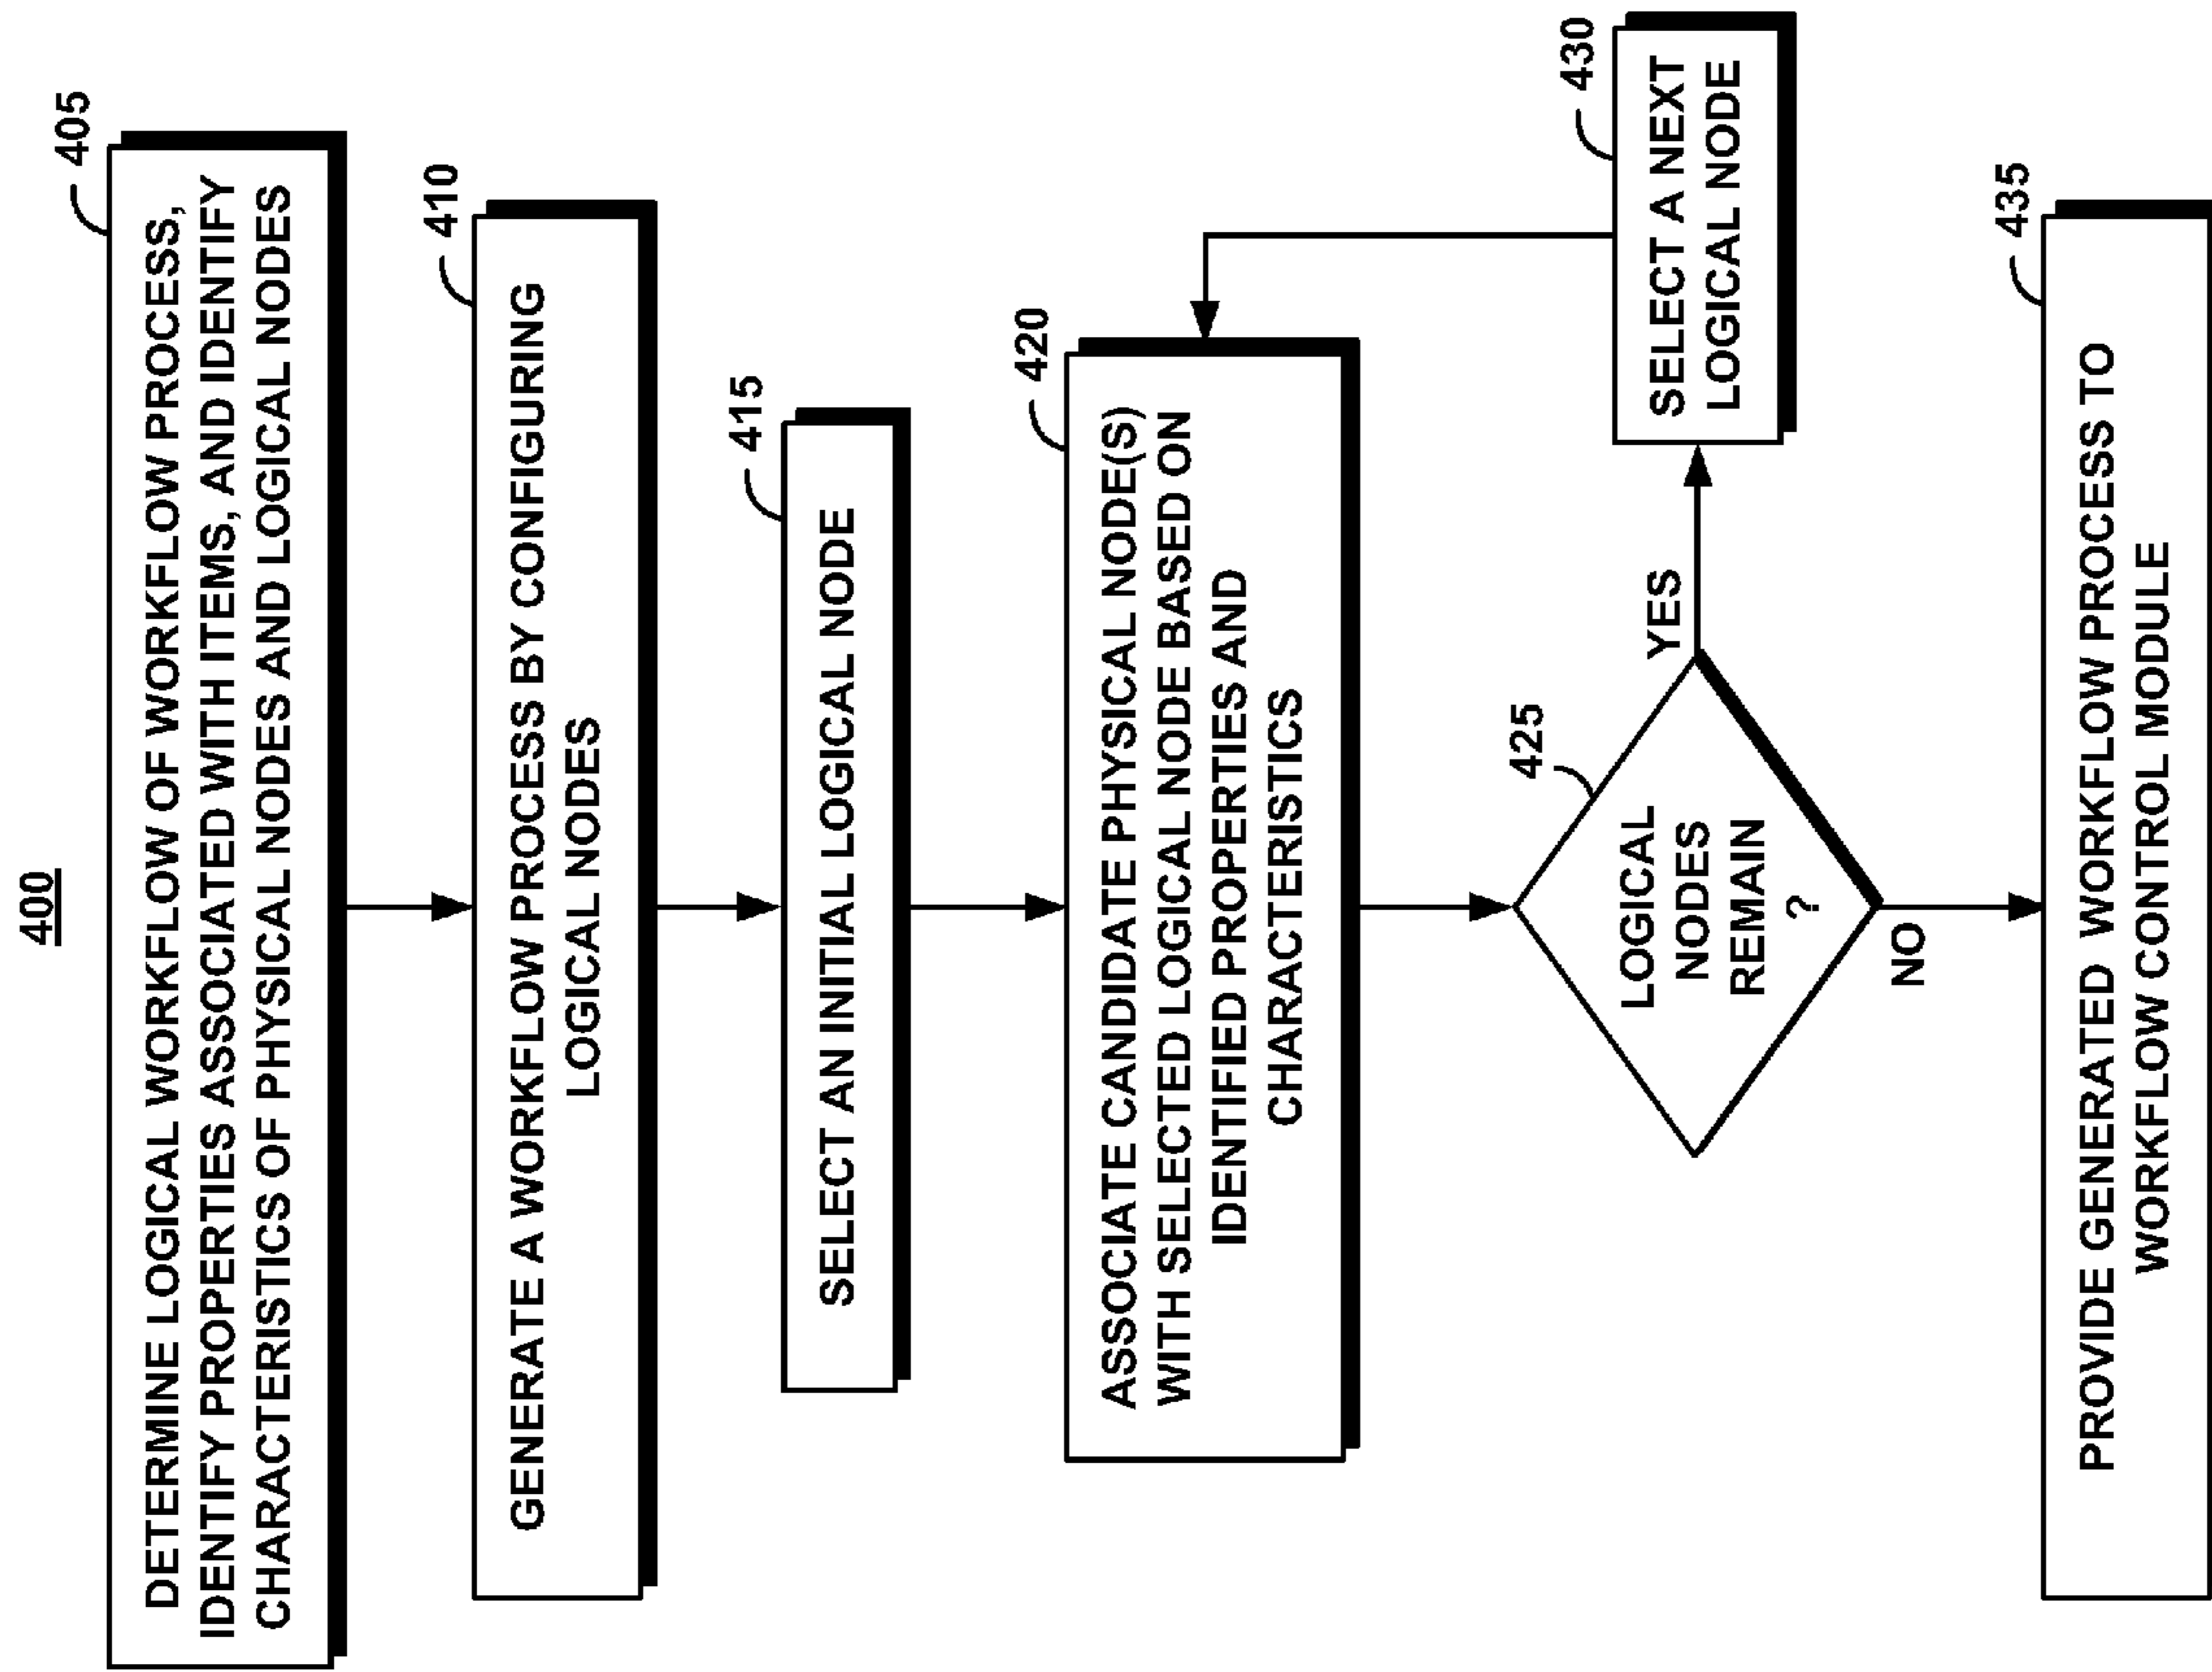 400
405
DETERMINE LOGICAL WORKFLOW OF WORKFLOW PROCESS,
IDENTIFY PROPERTIES ASSOCIATED WITH ITEMS, AND IDENTIFY
CHARACTERISTICS OF PHYSICAL NODES AND LOGICAL NODES
410
GENERATE A WORKFLOW PROCESS BY CONFIGURING
LOGICAL NODES
415
SELECT AN INITIAL LOGICAL NODE
420
ASSOCIATE CANDIDATE PHYSICAL NODE(S)
WITH SELECTED LOGICAL NODE BASED ON
IDENTIFIED PROPERTIES AND
CHARACTERISTICS
425
LOGICAL
NODES
REMAIN
?
YES
430
SELECT A NEXT
LOGICAL NODE
NO
435
PROVIDE GENERATED WORKFLOW PROCESS TO
WORKFLOW CONTROL MODULE